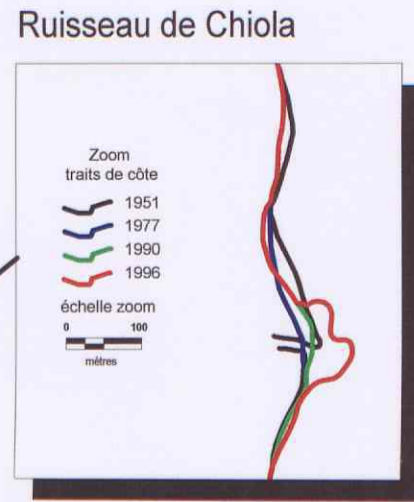 Ruisseau de Chiola
Zoom
traits de côte
1951
1977
1990
1996
échelle zoom
0 100
mètres